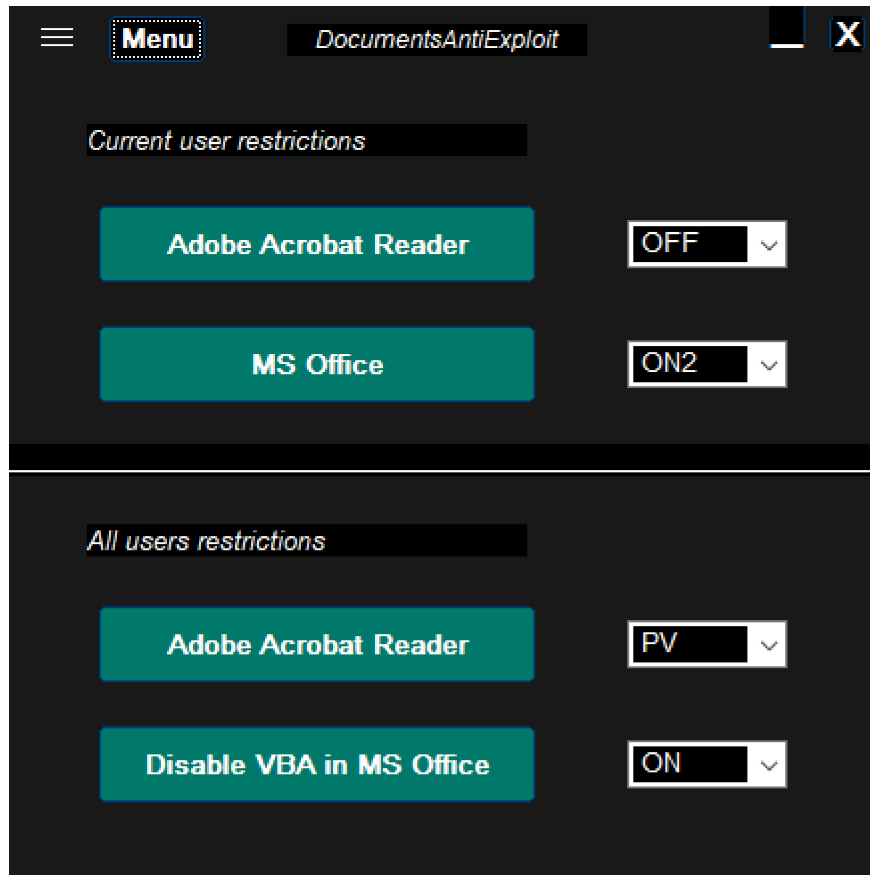 Menu
DocumentsAntiExploit
X
Current user restrictions
Adobe Acrobat Reader
OFF
MS Office
ON2
All users restrictions
Adobe Acrobat Reader
PV
Disable VBA in MS Office
ON